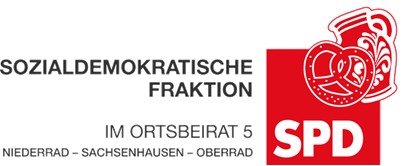 SOZIALDEMOKRATISCHE
FRAKTION
IM ORTSBEIRAT 5
NIEDERRAD – SACHSENHAUSEN – OBERRAD
SPD